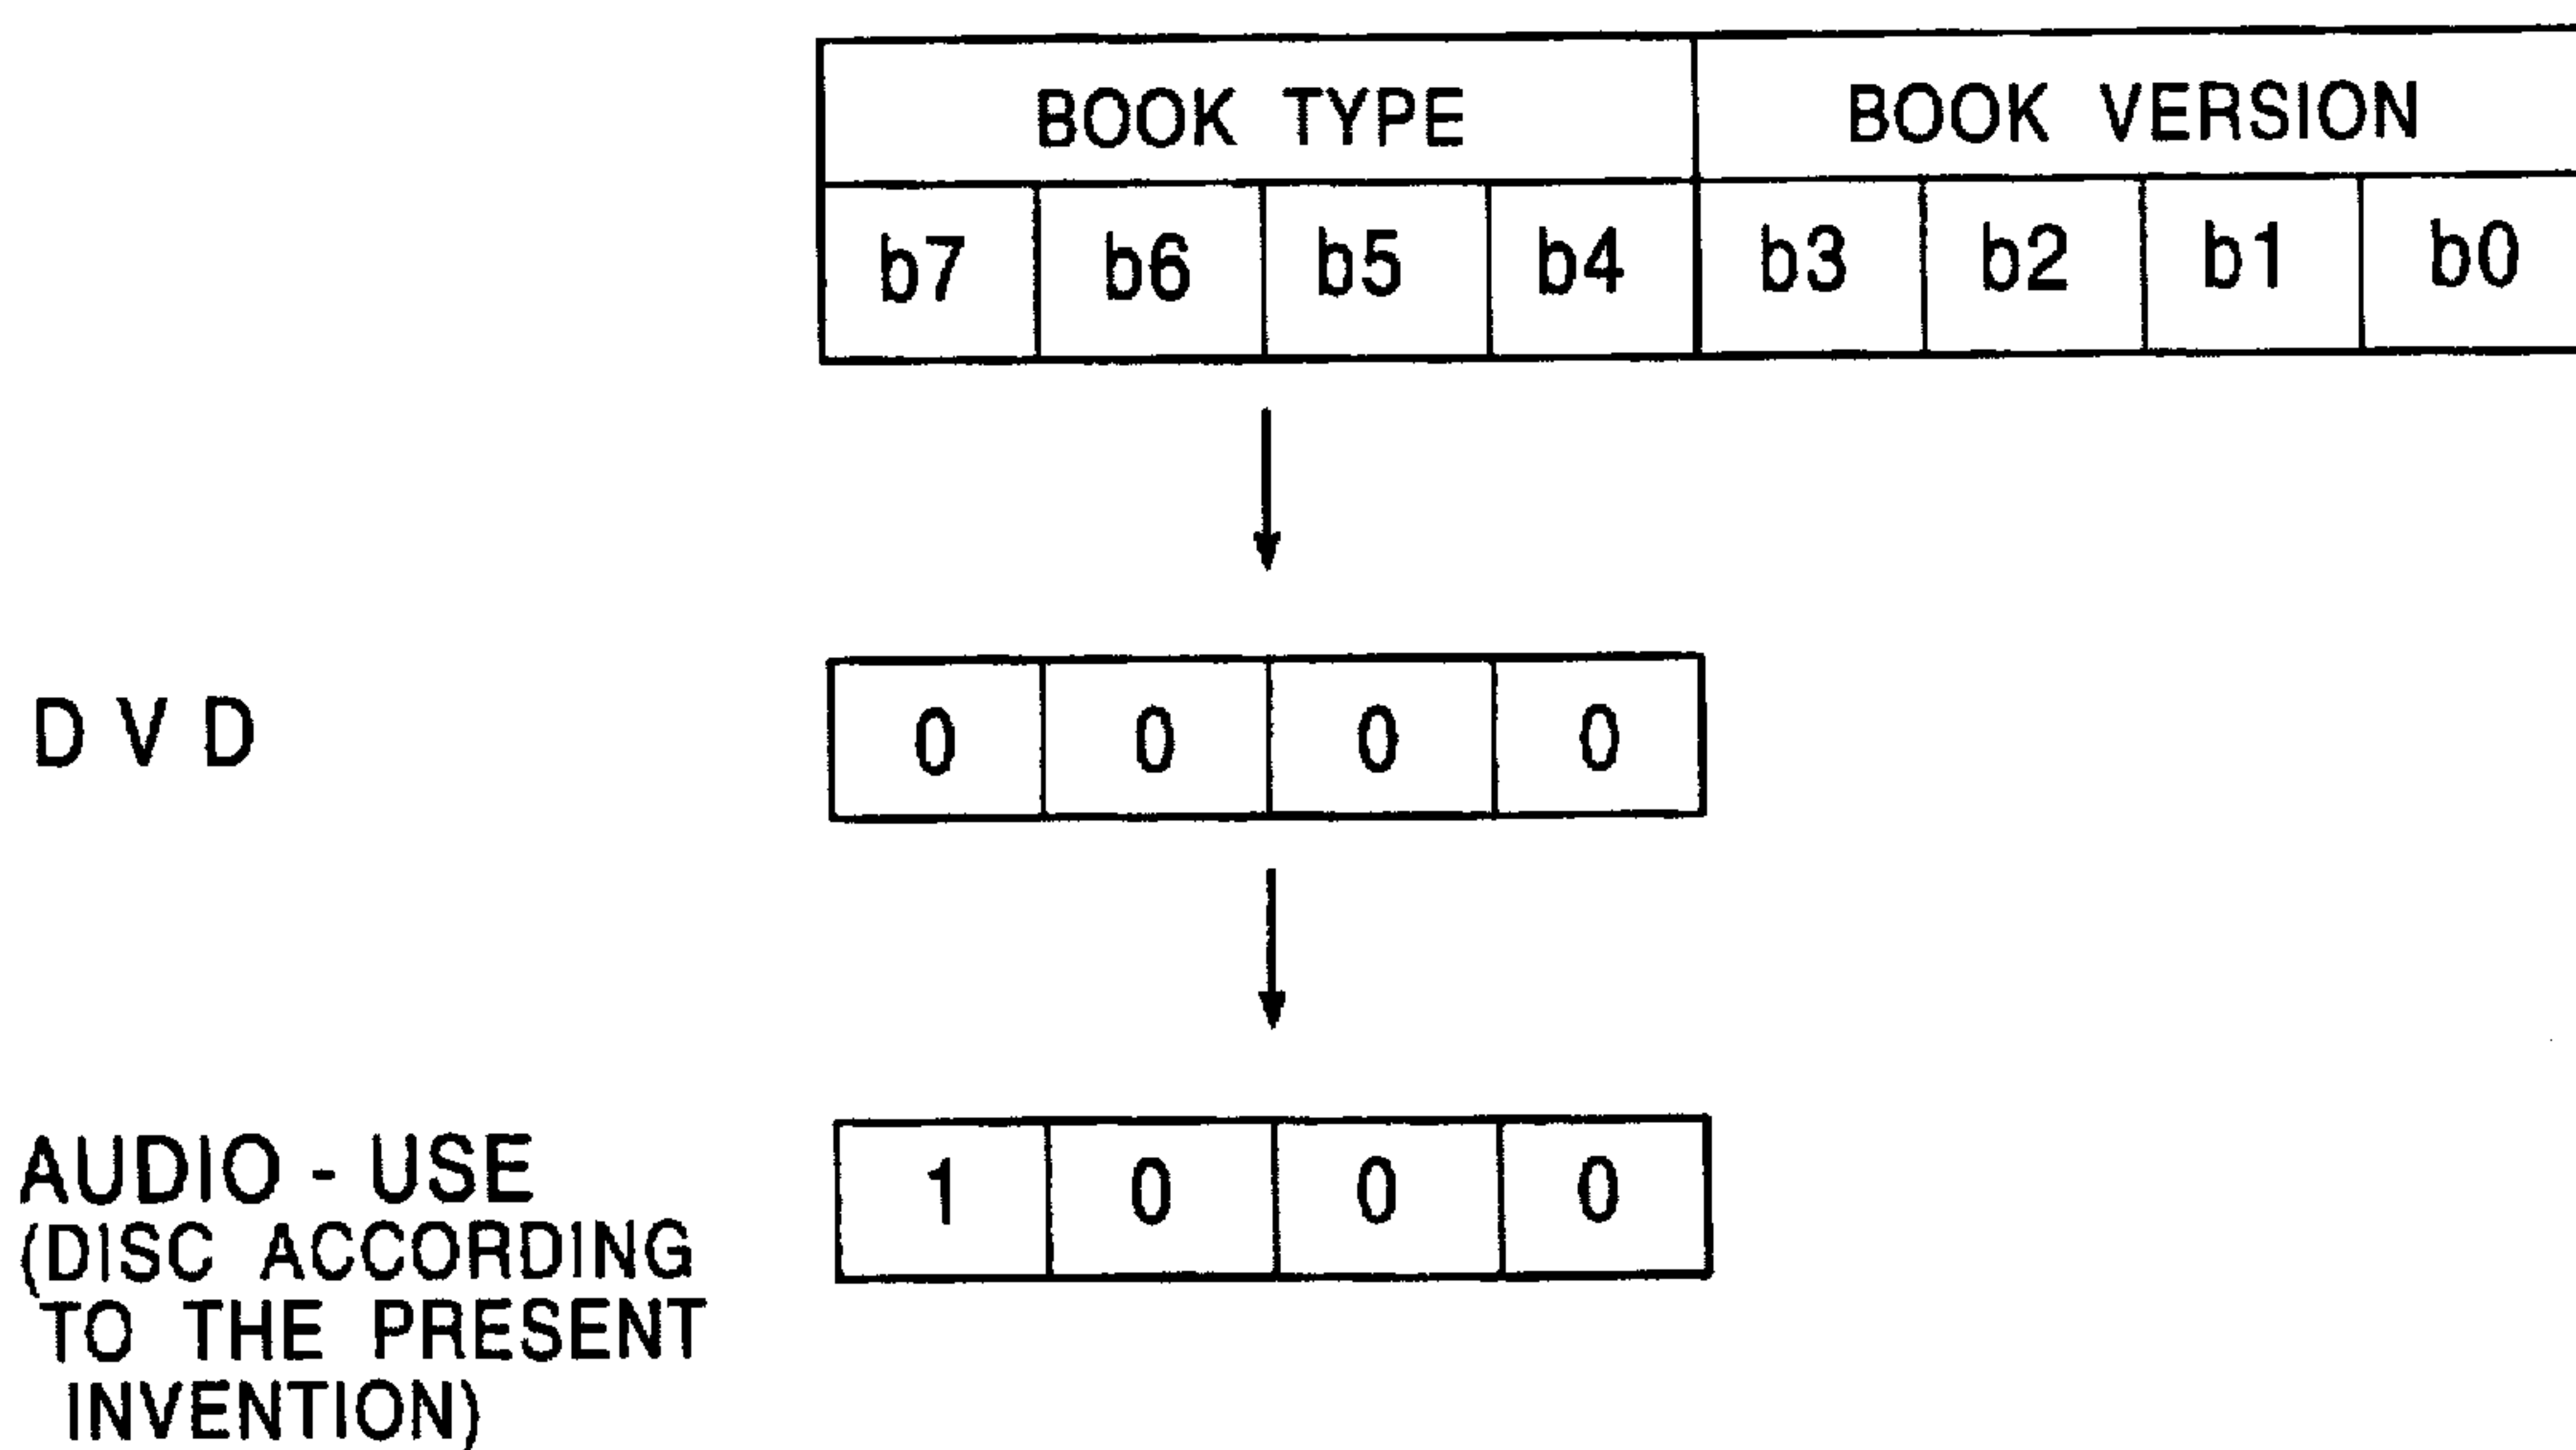 BOOK TYPE BOOK VERSION
b7 b6 b5 b4 b3 b2 b1 b0
DVD 0 0 0 0
AUDIO - USE 1 0 0 0
(DISC ACCORDING
TO THE PRESENT
INVENTION)